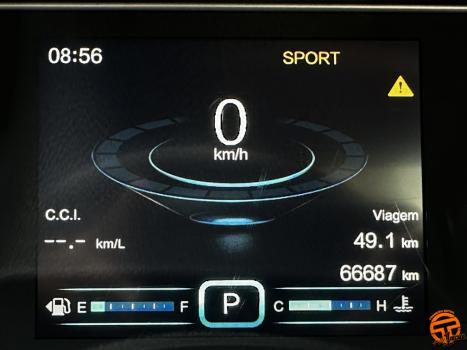 08:56
SPORT
0
km/h
C.C.I.
Viagem
--.- km/L
49.1 km
66687 km
E F
P
C H